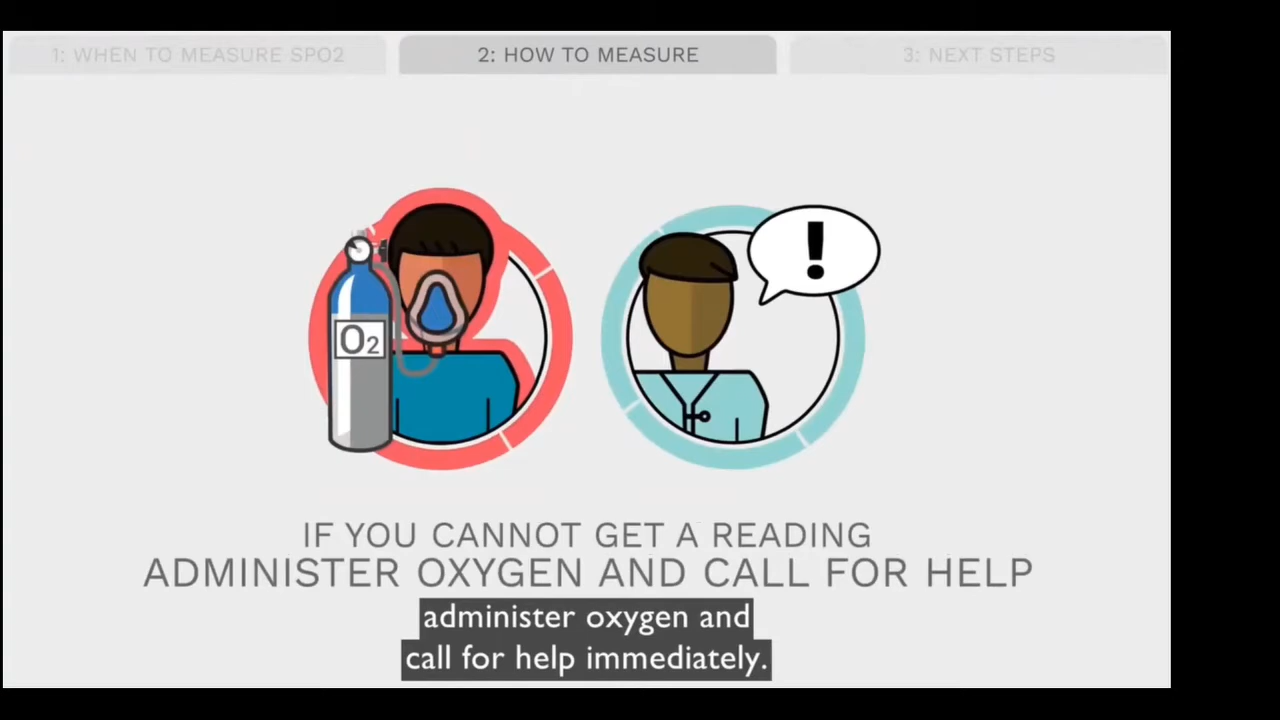 1: WHEN TO MEASURE SPO2
2: HOW TO MEASURE
3: NEXT STEPS
O2
!
IF YOU CANNOT GET A READING
ADMINISTER OXYGEN AND CALL FOR HELP
administer oxygen and
call for help immediately.